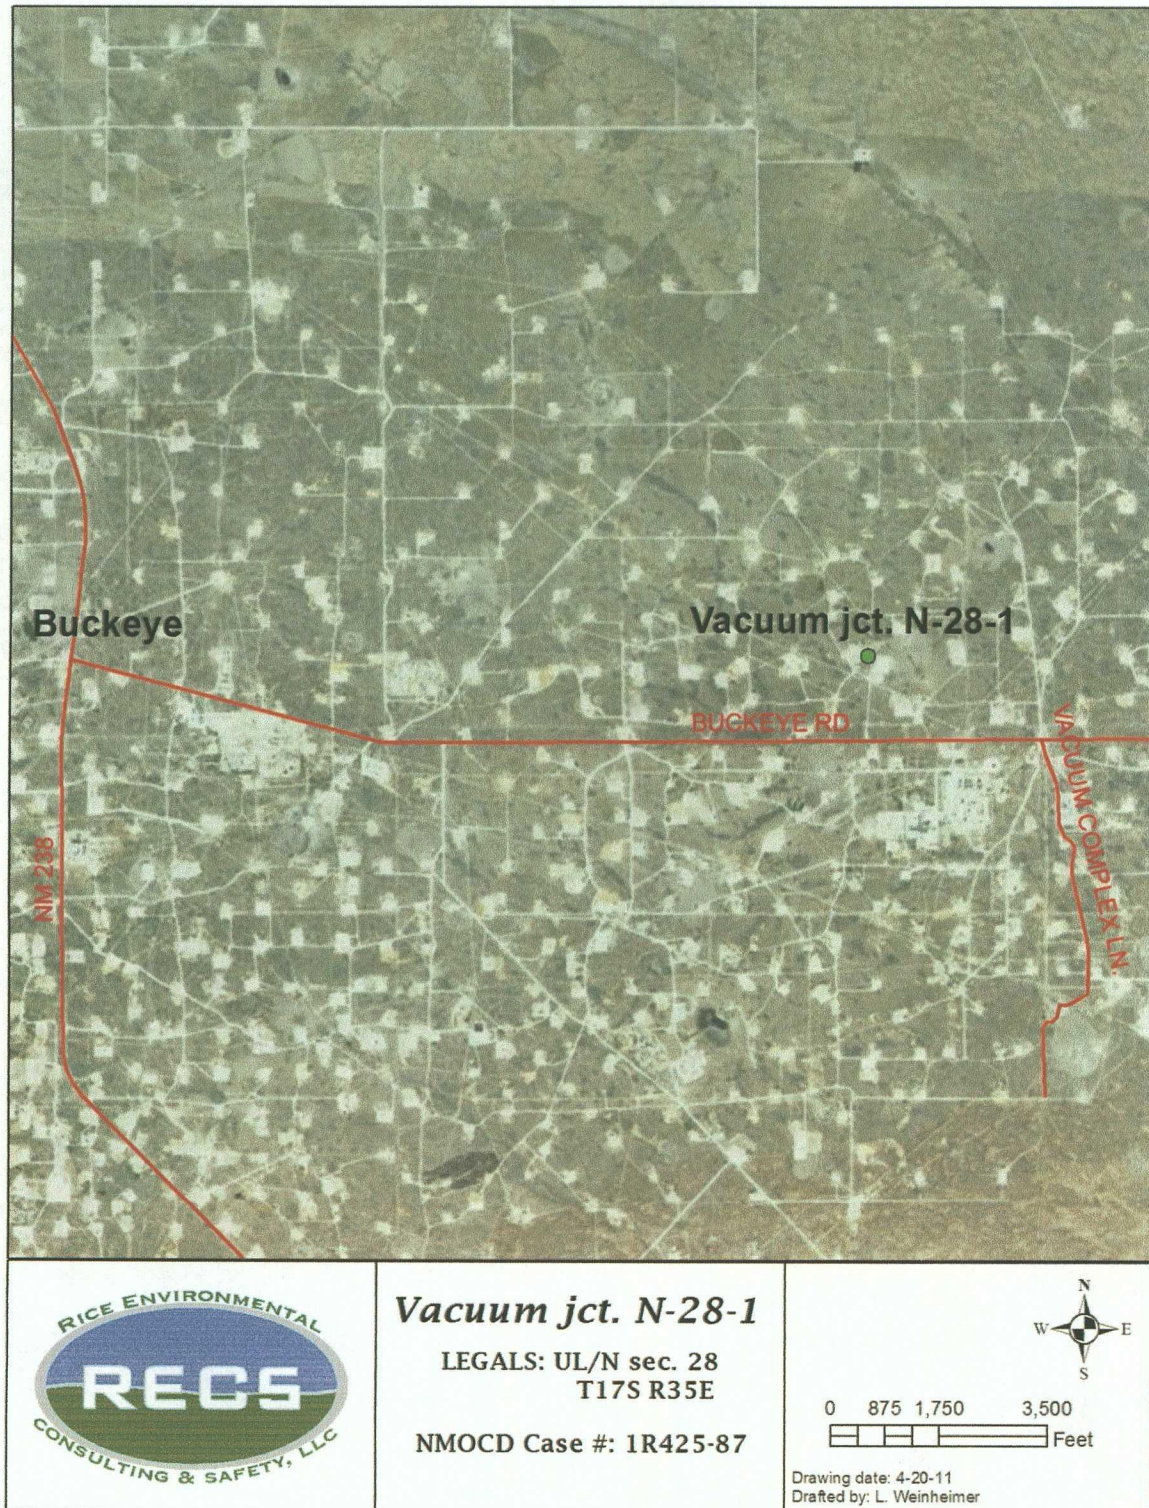 Buckeye
Vacuum jct. N-28-1
BUCKEYE RD
VACUUM COMPLEX LN.
NM 238
RICE ENVIRONMENTAL
RECS
CONSULTING & SAFETY, LLC
Vacuum jct. N-28-1
LEGALS: UL/N sec. 28
T17S R35E
NMOCD Case #: 1R425-87
N
W E
S
0 875 1,750 3,500
Feet
Drawing date: 4-20-11
Drafted by: L. Weinheimer